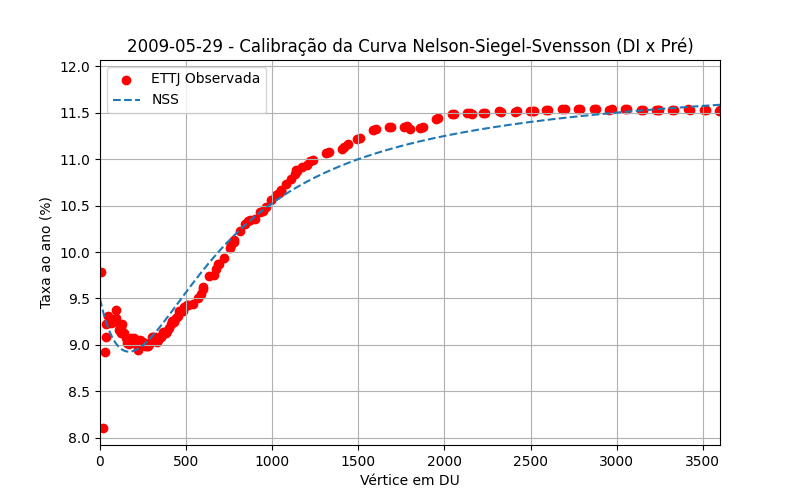 2009-05-29 - Calibração da Curva Nelson-Siegel-Svensson (DI x Pré)
ETTJ Observada
NSS
Taxa ao ano (%)
12.0
11.5
11.0
10.5
10.0
9.5
9.0
8.5
8.0
0 500 1000 1500 2000 2500 3000 3500
Vértice em DU